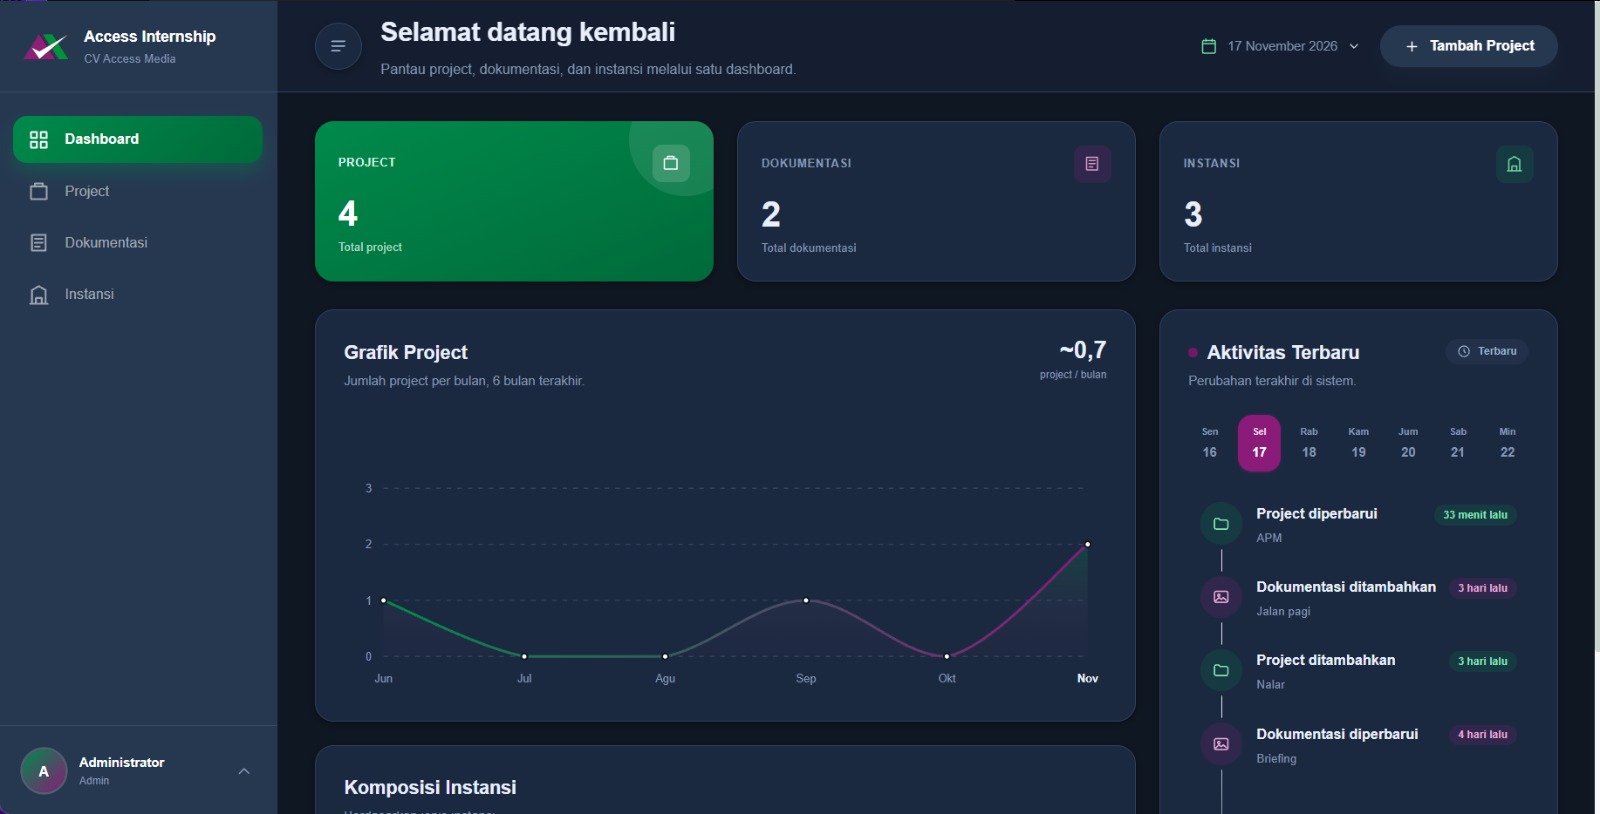 Access Internship
CV Access Media
Dashboard
Project
Dokumentasi
Instansi
A
Administrator
Admin
Selamat datang kembali
Pantau project, dokumentasi, dan instansi melalui satu dashboard.
17 November 2026
+ Tambah Project
PROJECT
4
Total project
DOKUMENTASI
2
Total dokumentasi
INSTANSI
3
Total instansi
Grafik Project
Jumlah project per bulan, 6 bulan terakhir.
~0,7
project / bulan
3
2
1
0
Jun Jul Agu Sep Okt Nov
Komposisi Instansi
Aktivitas Terbaru
Terbaru
Perubahan terakhir di sistem.
Sen Sel Rab Kam Jum Sab Min
16 17 18 19 20 21 22
Project diperbarui 33 menit lalu
APM
Dokumentasi ditambahkan 3 hari lalu
Jalan pagi
Project ditambahkan 3 hari lalu
Nalar
Dokumentasi diperbarui 4 hari lalu
Briefing